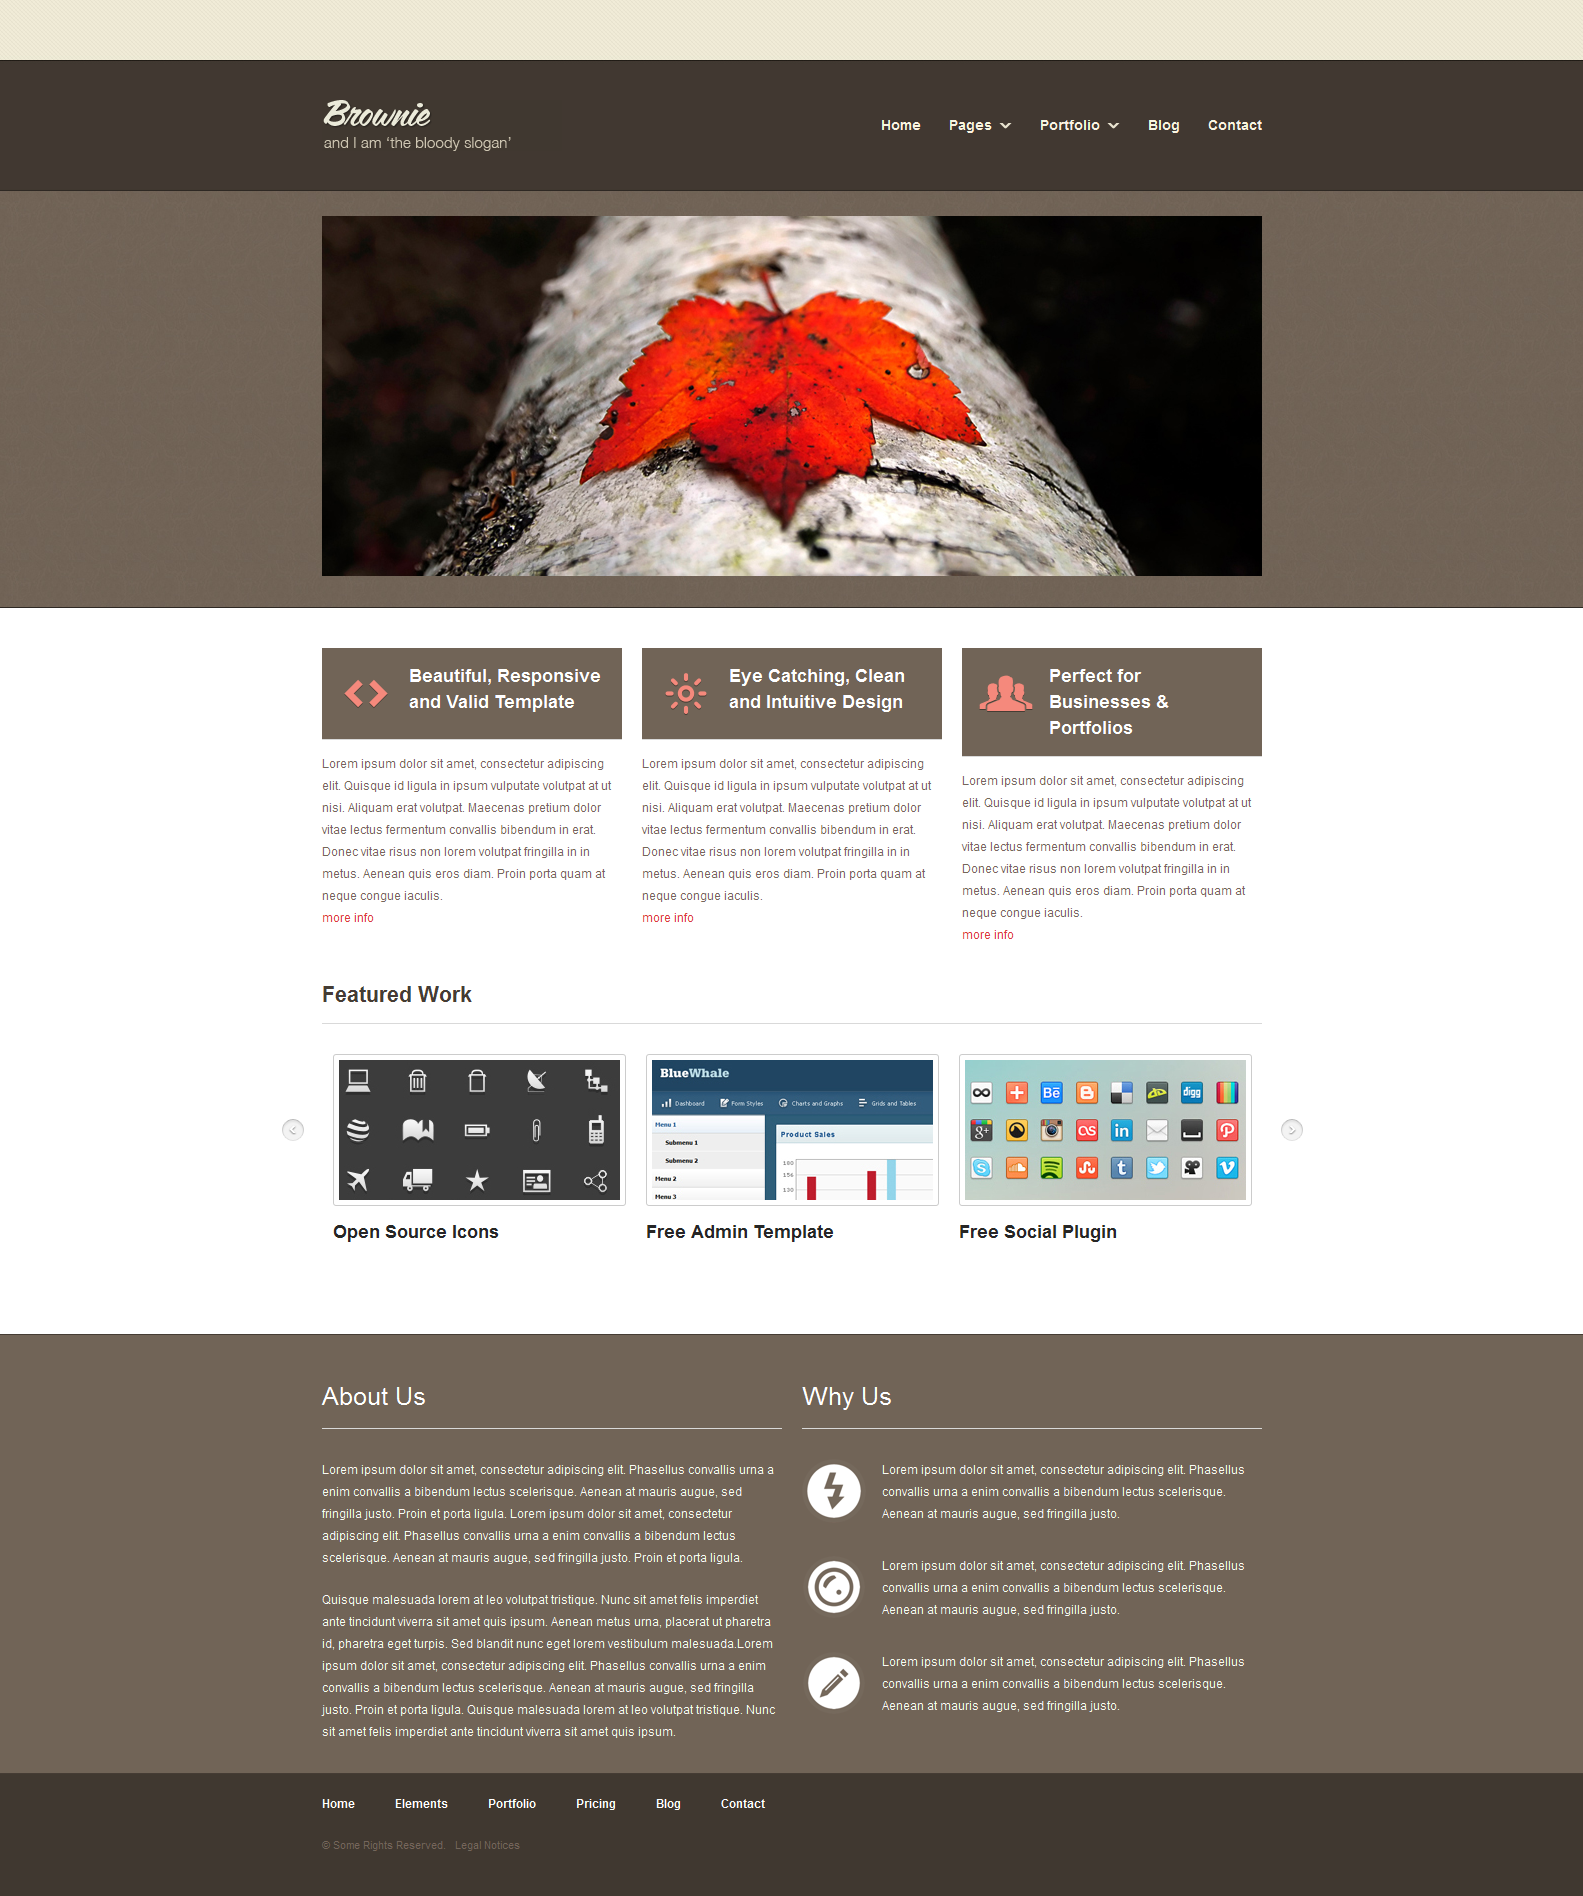 Brownie
and I am ‘the bloody slogan’
Home Pages Portfolio Blog Contact
Beautiful, Responsive
and Valid Template
Lorem ipsum dolor sit amet, consectetur adipiscing
elit. Quisque id ligula in ipsum vulputate volutpat at ut
nisi. Aliquam erat volutpat. Maecenas pretium dolor
vitae lectus fermentum convallis bibendum in erat.
Donec vitae risus non lorem volutpat fringilla in in
metus. Aenean quis eros diam. Proin porta quam at
neque congue iaculis.
more info
Eye Catching, Clean
and Intuitive Design
Lorem ipsum dolor sit amet, consectetur adipiscing
elit. Quisque id ligula in ipsum vulputate volutpat at ut
nisi. Aliquam erat volutpat. Maecenas pretium dolor
vitae lectus fermentum convallis bibendum in erat.
Donec vitae risus non lorem volutpat fringilla in in
metus. Aenean quis eros diam. Proin porta quam at
neque congue iaculis.
more info
Perfect for
Businesses &
Portfolios
Lorem ipsum dolor sit amet, consectetur adipiscing
elit. Quisque id ligula in ipsum vulputate volutpat at ut
nisi. Aliquam erat volutpat. Maecenas pretium dolor
vitae lectus fermentum convallis bibendum in erat.
Donec vitae risus non lorem volutpat fringilla in in
metus. Aenean quis eros diam. Proin porta quam at
neque congue iaculis.
more info
Featured Work
Open Source Icons
BlueWhale
Dashboard Form Styles Charts and Graphs Grids and Tables
Menu 1
Submenu 1
Submenu 2
Menu 2
Menu 3
Product Sales
180
156
130
Free Admin Template
Bē
digg
g+
as
in
t
Free Social Plugin
About Us
Lorem ipsum dolor sit amet, consectetur adipiscing elit. Phasellus convallis urna a
enim convallis a bibendum lectus scelerisque. Aenean at mauris augue, sed
fringilla justo. Proin et porta ligula. Lorem ipsum dolor sit amet, consectetur
adipiscing elit. Phasellus convallis urna a enim convallis a bibendum lectus
scelerisque. Aenean at mauris augue, sed fringilla justo. Proin et porta ligula.
Quisque malesuada lorem at leo volutpat tristique. Nunc sit amet felis imperdiet
ante tincidunt viverra sit amet quis ipsum. Aenean metus urna, placerat ut pharetra
id, pharetra eget turpis. Sed blandit nunc eget lorem vestibulum malesuada.Lorem
ipsum dolor sit amet, consectetur adipiscing elit. Phasellus convallis urna a enim
convallis a bibendum lectus scelerisque. Aenean at mauris augue, sed fringilla
justo. Proin et porta ligula. Quisque malesuada lorem at leo volutpat tristique. Nunc
sit amet felis imperdiet ante tincidunt viverra sit amet quis ipsum.
Why Us
Lorem ipsum dolor sit amet, consectetur adipiscing elit. Phasellus
convallis urna a enim convallis a bibendum lectus scelerisque.
Aenean at mauris augue, sed fringilla justo.
Lorem ipsum dolor sit amet, consectetur adipiscing elit. Phasellus
convallis urna a enim convallis a bibendum lectus scelerisque.
Aenean at mauris augue, sed fringilla justo.
Lorem ipsum dolor sit amet, consectetur adipiscing elit. Phasellus
convallis urna a enim convallis a bibendum lectus scelerisque.
Aenean at mauris augue, sed fringilla justo.
Home Elements Portfolio Pricing Blog Contact
© Some Rights Reserved. Legal Notices